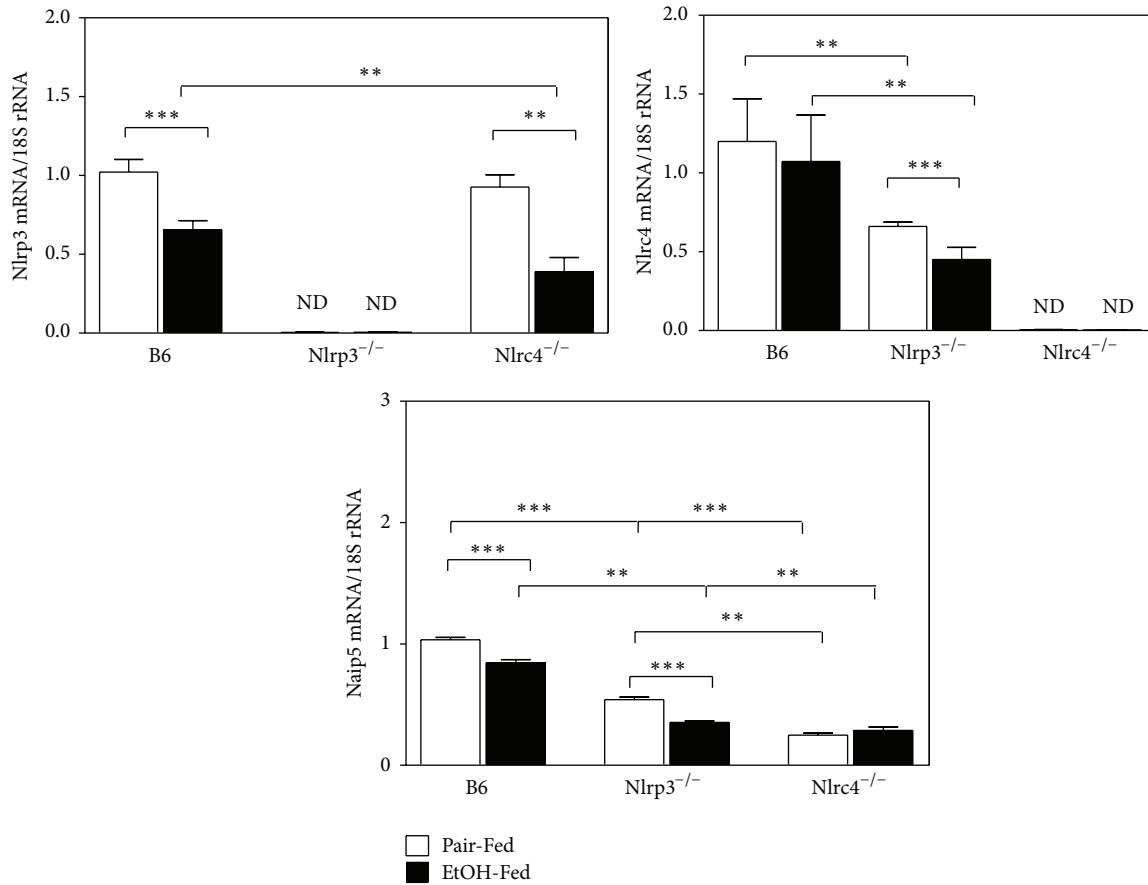 2.0
1.5
1.0
0.5
0.0
Nlrp3 mRNA/18S rRNA
**
***
**
ND ND
B6 Nlrp3−/− Nlrc4−/−
2.0
1.5
1.0
0.5
0.0
Nlrc4 mRNA/18S rRNA
**
**
***
ND ND
B6 Nlrp3−/− Nlrc4−/−
3
2
1
0
Naip5 mRNA/18S rRNA
*** ***
***
** **
**
***
B6 Nlrp3−/− Nlrc4−/−
Pair-Fed
EtOH-Fed